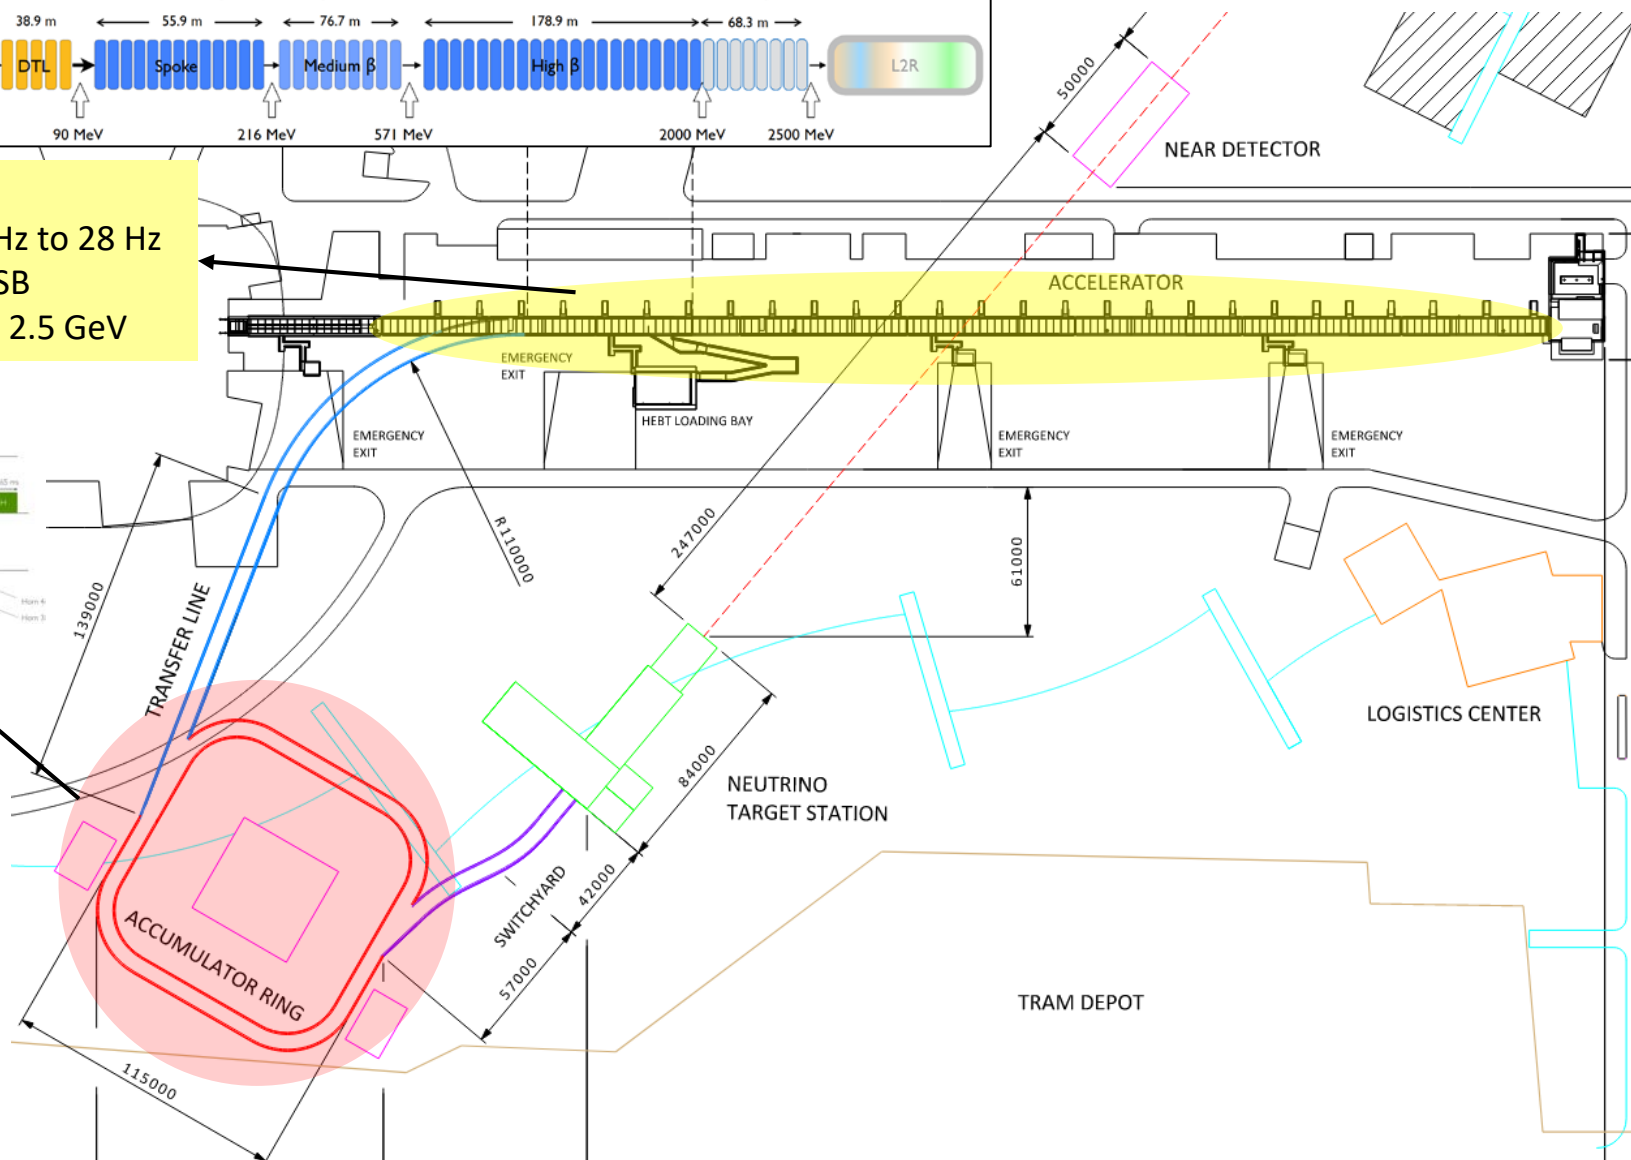 38.9 m
55.9 m
76.7 m
178.9 m
68.3 m
DTL
Spoke
Medium β
High β
L2R
90 MeV
216 MeV
571 MeV
2000 MeV
2500 MeV
50000
NEAR DETECTOR
Hz to 28 Hz
SB
2.5 GeV
ACCELERATOR
EMERGENCY
EXIT
HEBT LOADING BAY
EMERGENCY
EXIT
EMERGENCY
EXIT
EMERGENCY
EXIT
R110000
247000
61000
139000
TRANSFER LINE
LOGISTICS CENTER
84000
NEUTRINO
TARGET STATION
SWITCHYARD
42000
57000
ACCUMULATOR RING
TRAM DEPOT
115000